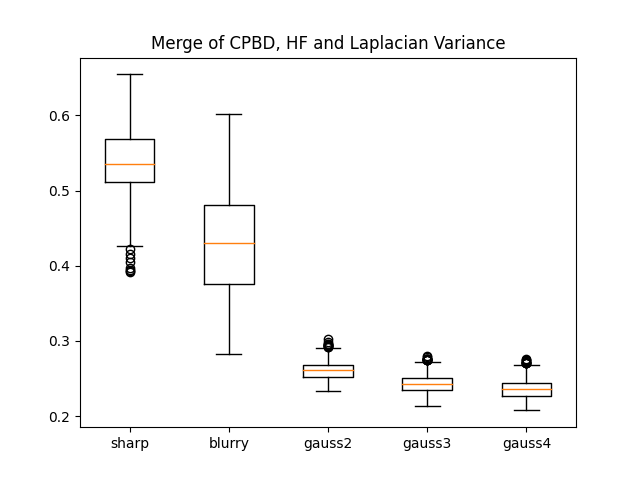 Merge of CPBD, HF and Laplacian Variance
0.6
0.5
0.4
0.3
0.2
sharp blurry gauss2 gauss3 gauss4